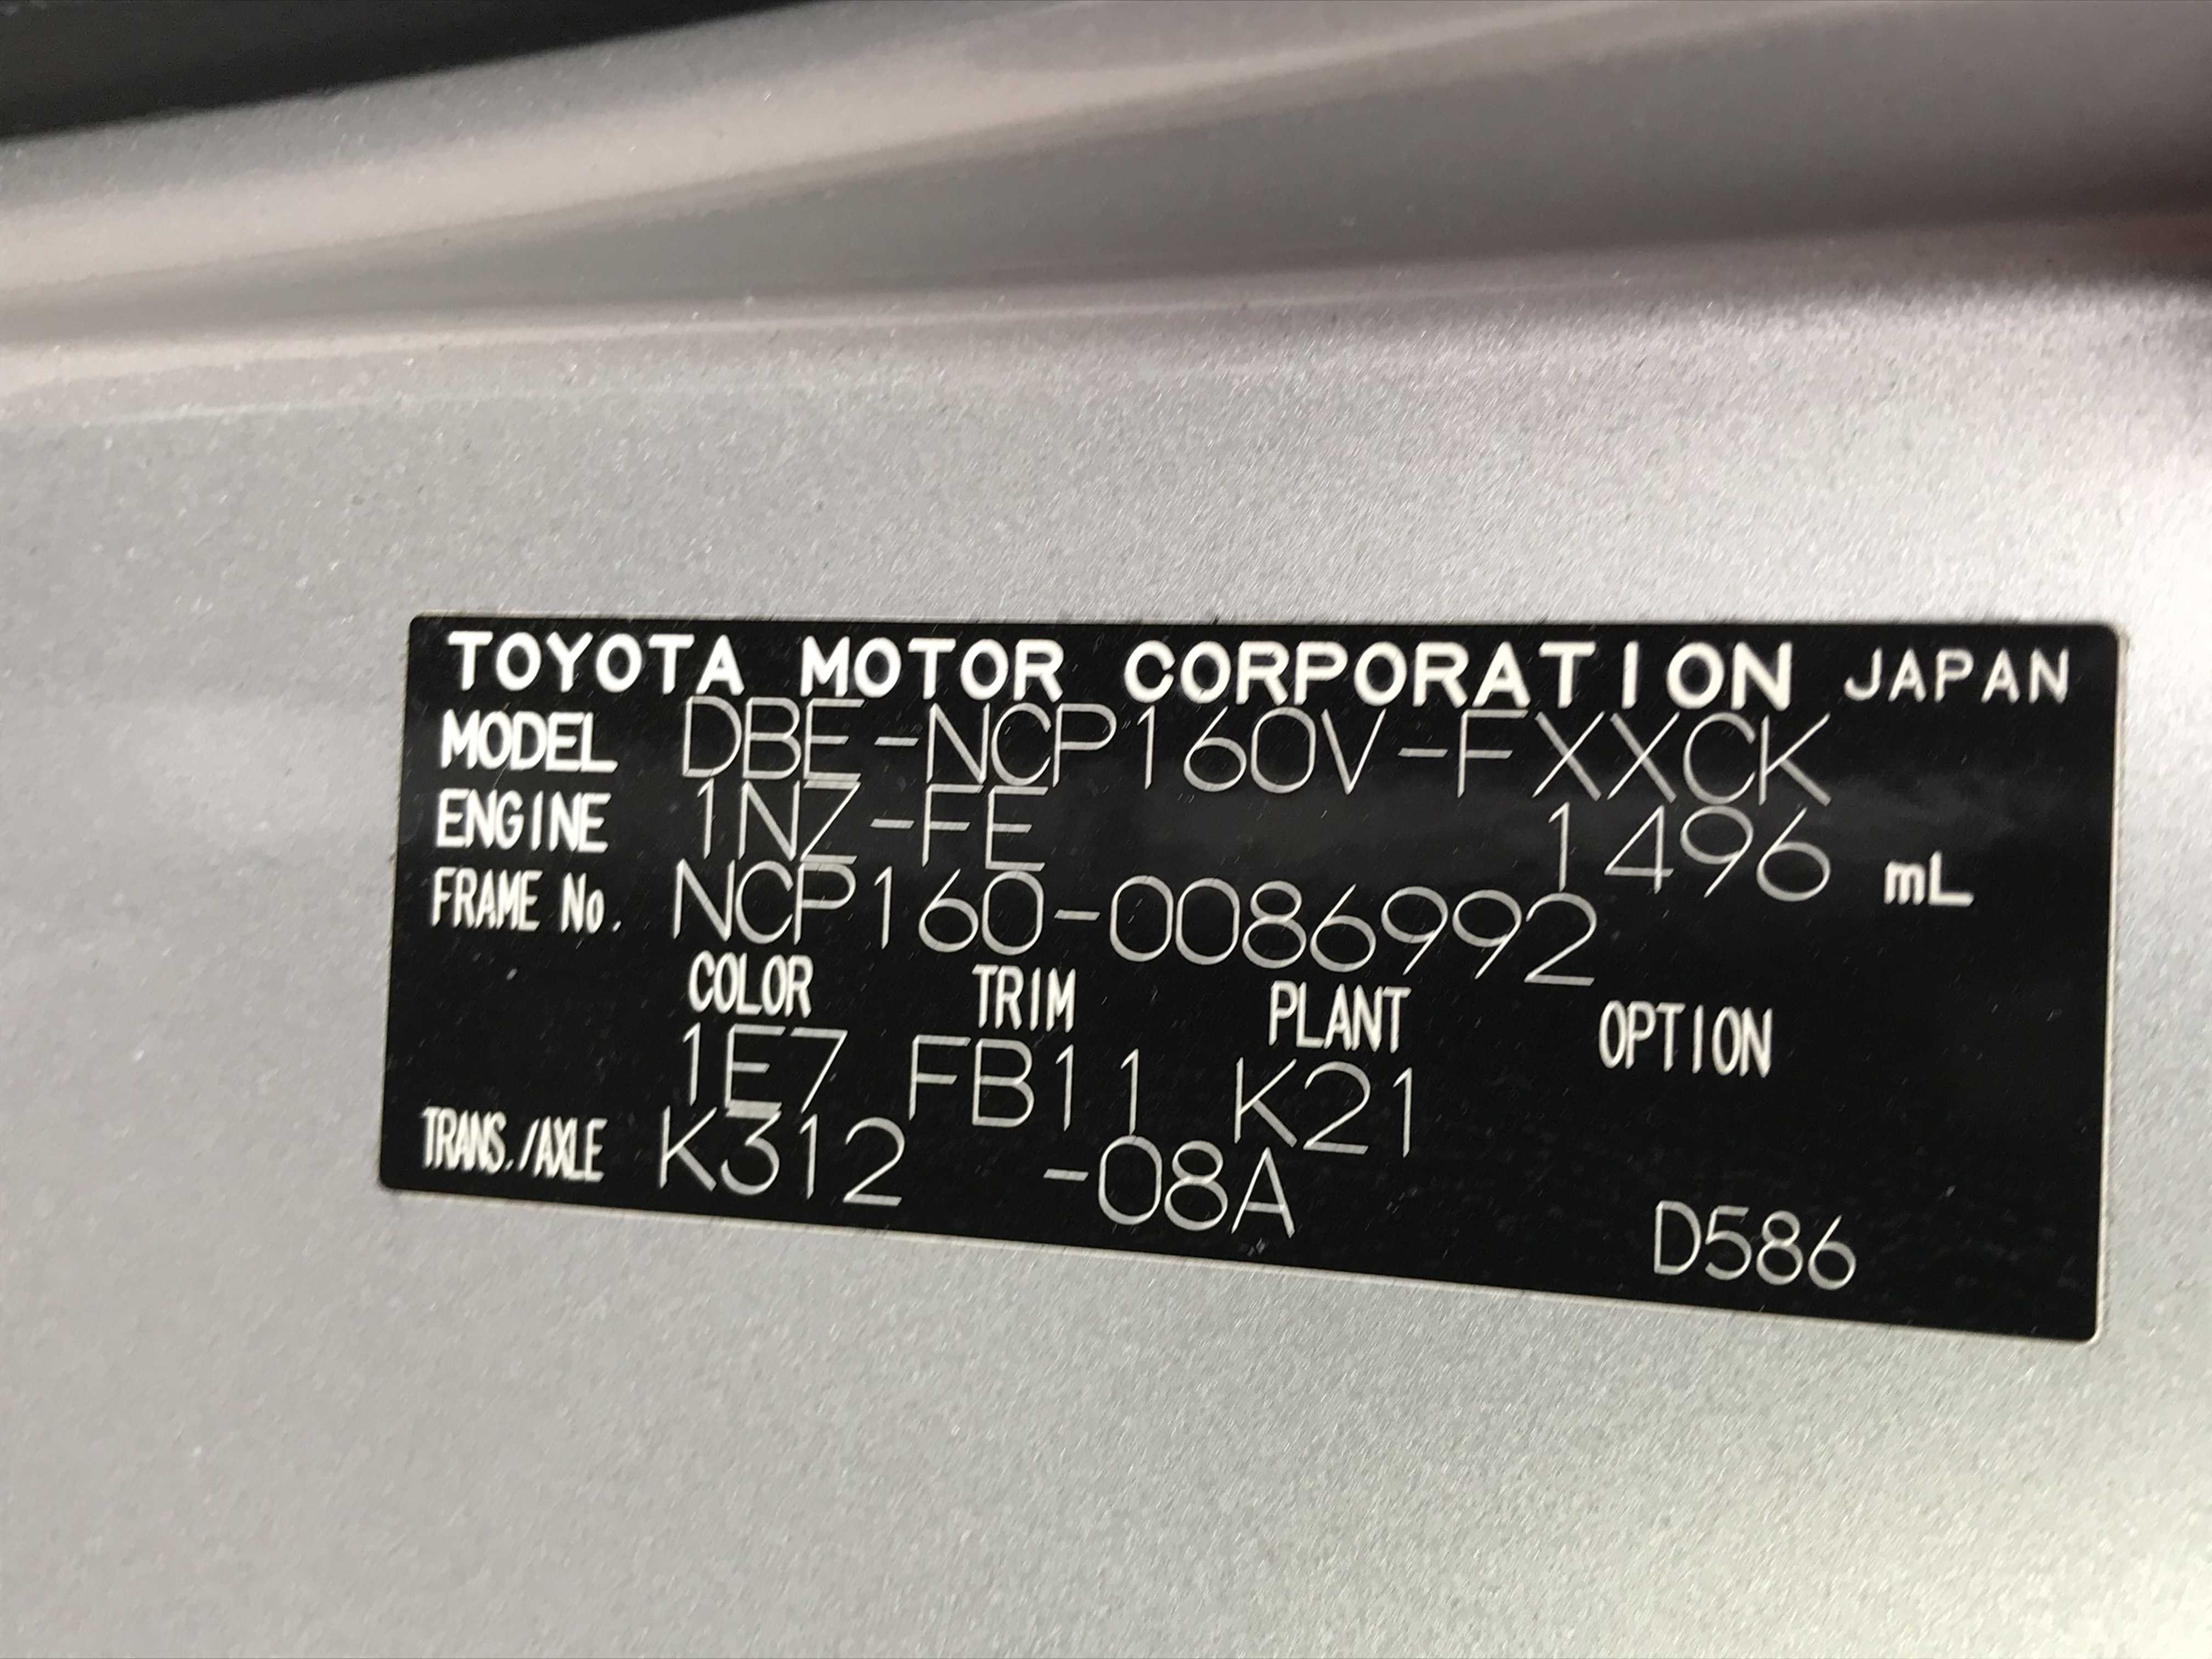 TOYOTA MOTOR CORPORATION JAPAN
MODEL DBE-NCP160V-FXXCK
ENGINE 1NZ-FE 1496 mL
FRAME No. NCP160-0086992
COLOR TRIM PLANT OPTION
1E7 FB11 K21
TRANS./AXLE K312 -08A
D586